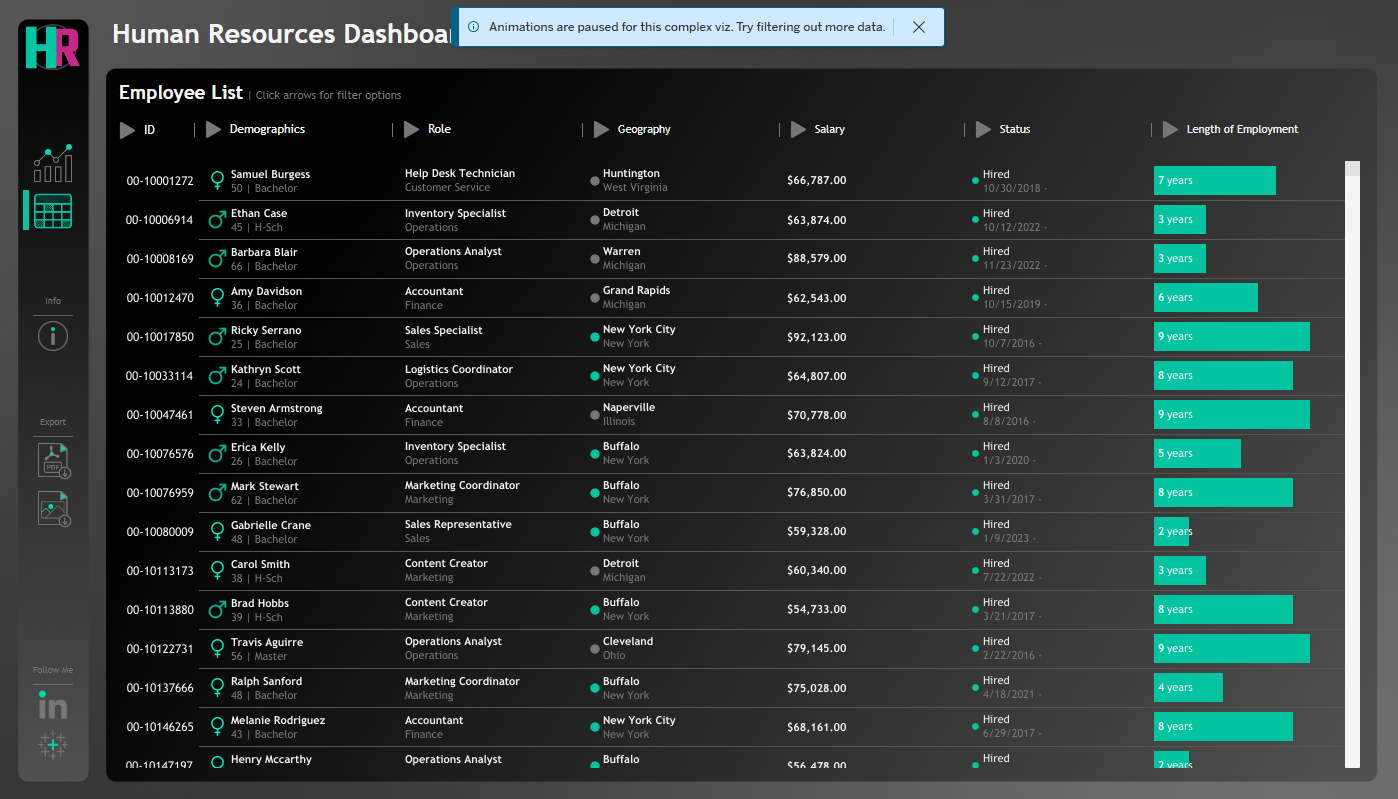 HR
Human Resources Dashboa
Animations are paused for this complex viz. Try filtering out more data.
Employee List | Click arrows for filter options
ID | Demographics | Role | Geography | Salary | Status | Length of Employment
00-10001272 Samuel Burgess Help Desk Technician Huntington $66,787.00 Hired 7 years
50 | Bachelor Customer Service West Virginia 10/30/2018 -
00-10006914 Ethan Case Inventory Specialist Detroit $63,874.00 Hired 3 years
45 | H-Sch Operations Michigan 10/12/2022 -
00-10008169 Barbara Blair Operations Analyst Warren $88,579.00 Hired 3 years
66 | Bachelor Operations Michigan 11/23/2022 -
00-10012470 Amy Davidson Accountant Grand Rapids $62,543.00 Hired 6 years
36 | Bachelor Finance Michigan 10/15/2019 -
00-10017850 Ricky Serrano Sales Specialist New York City $92,123.00 Hired 9 years
25 | Bachelor Sales New York 10/7/2016 -
00-10033114 Kathryn Scott Logistics Coordinator New York City $64,807.00 Hired 8 years
24 | Bachelor Operations New York 9/12/2017 -
00-10047461 Steven Armstrong Accountant Naperville $70,778.00 Hired 9 years
33 | Bachelor Finance Illinois 8/8/2016 -
00-10076576 Erica Kelly Inventory Specialist Buffalo $63,824.00 Hired 5 years
26 | Bachelor Operations New York 1/3/2020 -
00-10076959 Mark Stewart Marketing Coordinator Buffalo $76,850.00 Hired 8 years
62 | Bachelor Marketing New York 3/31/2017 -
00-10080009 Gabrielle Crane Sales Representative Buffalo $59,328.00 Hired 2 years
48 | Bachelor Sales New York 1/9/2023 -
00-10113173 Carol Smith Content Creator Detroit $60,340.00 Hired 3 years
38 | H-Sch Marketing Michigan 7/22/2022 -
00-10113880 Brad Hobbs Content Creator Buffalo $54,733.00 Hired 8 years
39 | H-Sch Marketing New York 3/21/2017 -
00-10122731 Travis Aguirre Operations Analyst Cleveland $79,145.00 Hired 9 years
56 | Master Operations Ohio 2/22/2016 -
00-10137666 Ralph Sanford Marketing Coordinator Buffalo $75,028.00 Hired 4 years
48 | Bachelor Marketing New York 4/18/2021 -
00-10146265 Melanie Rodriguez Accountant New York City $68,161.00 Hired 8 years
43 | Bachelor Finance New York 6/29/2017 -
00-10147197 Henry Mccarthy Operations Analyst Buffalo $56,478.00 Hired 2 years
Info
Export
PDF
Follow Me
in